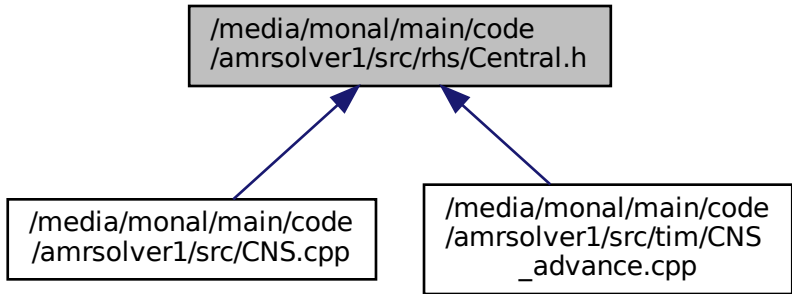 /media/monal/main/code
/amrsolver1/src/rhs/Central.h
/media/monal/main/code
/amrsolver1/src/CNS.cpp
/media/monal/main/code
/amrsolver1/src/tim/CNS
_advance.cpp